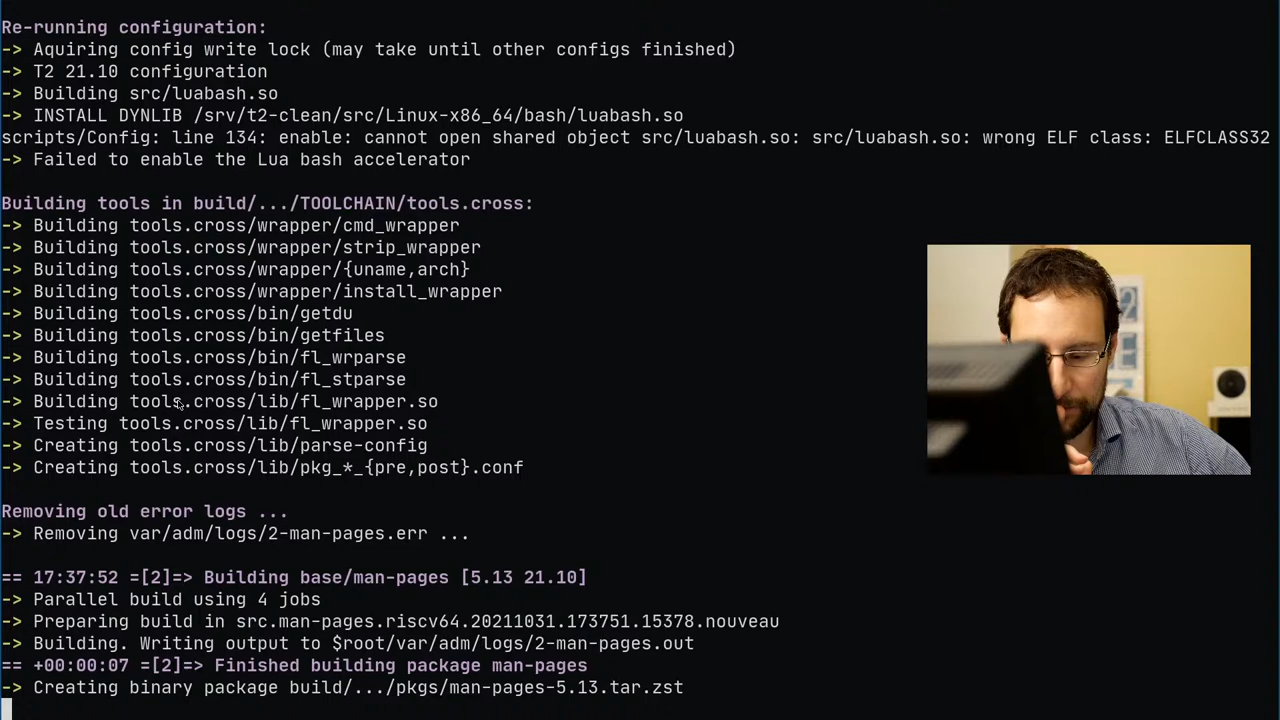 Re-running configuration:
-> Aquiring config write lock (may take until other configs finished)
-> T2 21.10 configuration
-> Building src/luabash.so
-> INSTALL DYNLIB /srv/t2-clean/src/Linux-x86_64/bash/luabash.so
scripts/Config: line 134: enable: cannot open shared object src/luabash.so: src/luabash.so: wrong ELF class: ELFCLASS32
-> Failed to enable the Lua bash accelerator
Building tools in build/.../TOOLCHAIN/tools.cross:
-> Building tools.cross/wrapper/cmd_wrapper
-> Building tools.cross/wrapper/strip_wrapper
-> Building tools.cross/wrapper/{uname,arch}
-> Building tools.cross/wrapper/install_wrapper
-> Building tools.cross/bin/getdu
-> Building tools.cross/bin/getfiles
-> Building tools.cross/bin/fl_wrparse
-> Building tools.cross/bin/fl_stparse
-> Building tools.cross/lib/fl_wrapper.so
-> Testing tools.cross/lib/fl_wrapper.so
-> Creating tools.cross/lib/parse-config
-> Creating tools.cross/lib/pkg_*_{pre,post}.conf
Removing old error logs ...
-> Removing var/adm/logs/2-man-pages.err ...
== 17:37:52 =[2]=> Building base/man-pages [5.13 21.10]
-> Parallel build using 4 jobs
-> Preparing build in src.man-pages.riscv64.20211031.173751.15378.nouveau
-> Building. Writing output to $root/var/adm/logs/2-man-pages.out
== +00:00:07 =[2]=> Finished building package man-pages
-> Creating binary package build/.../pkgs/man-pages-5.13.tar.zst